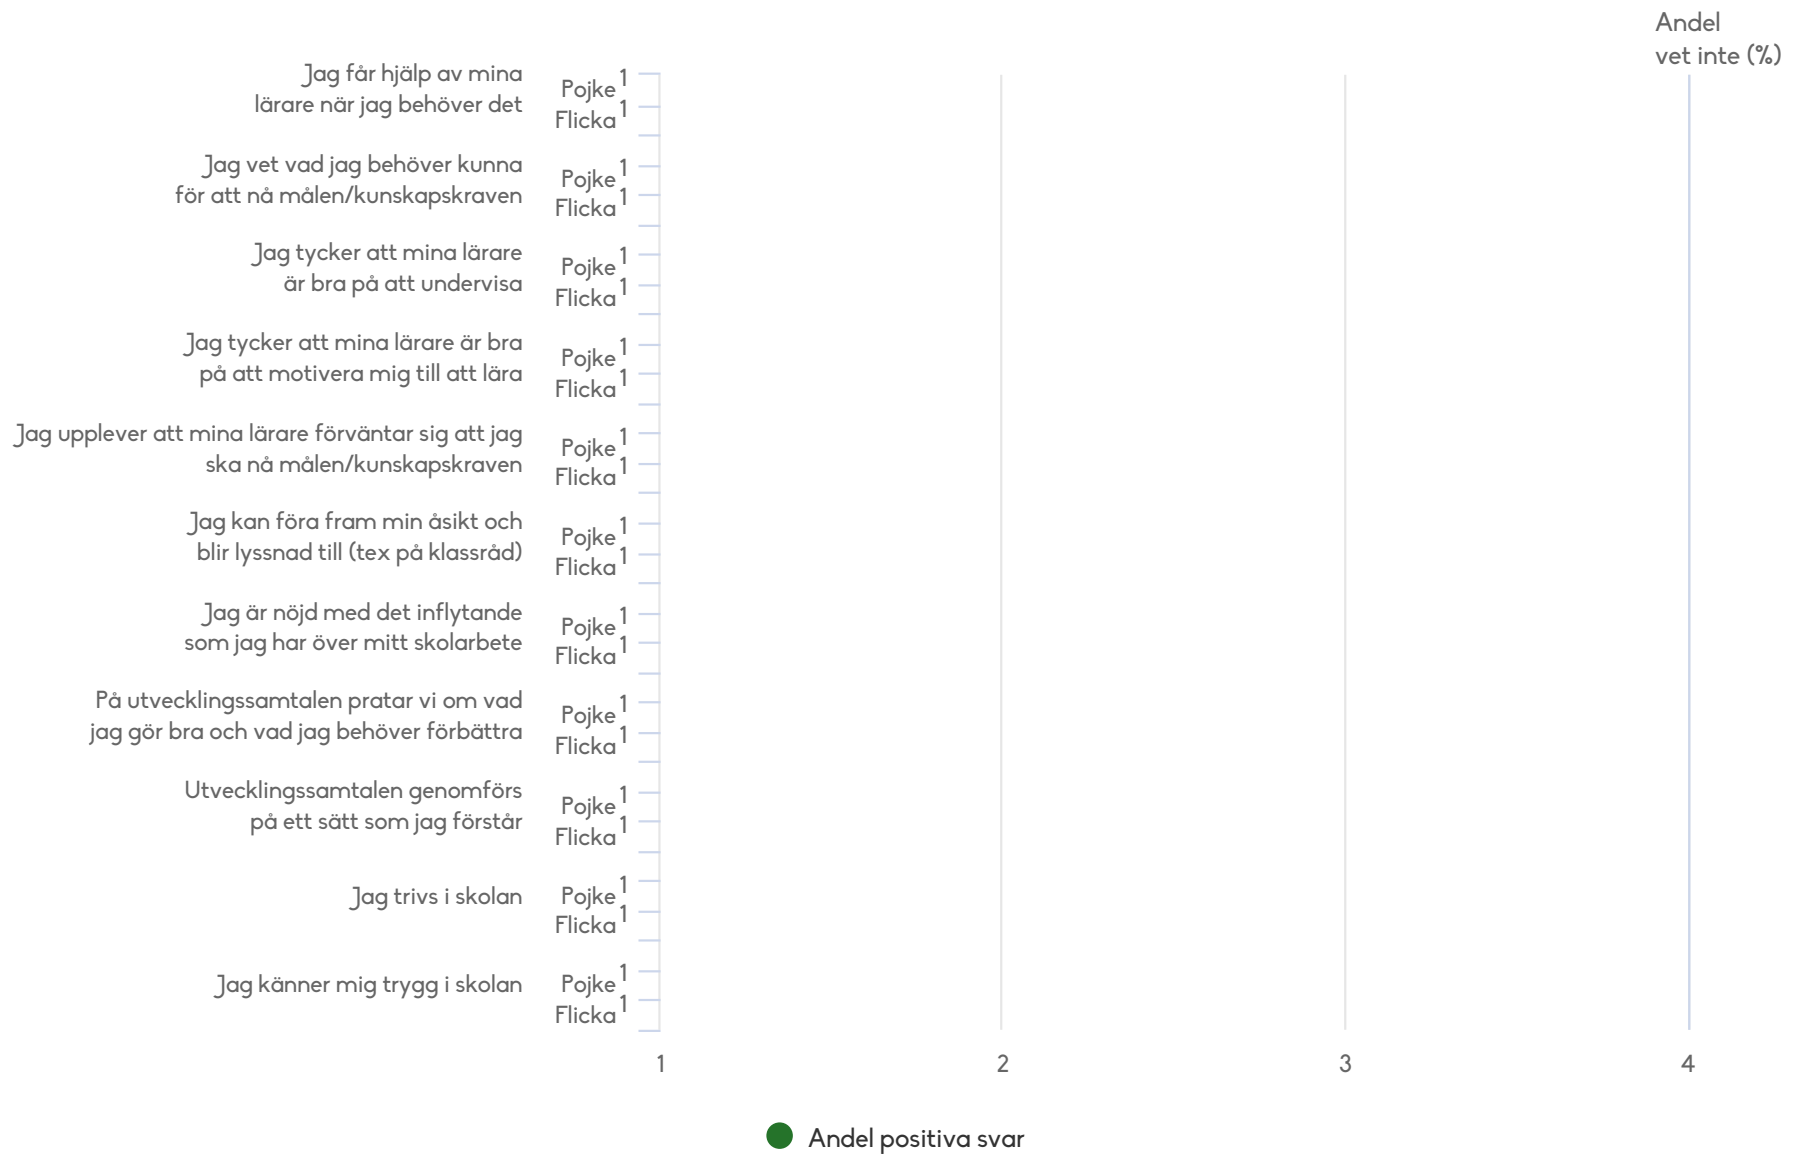 Andel
vet inte (%)
Jag får hjälp av mina
lärare när jag behöver det
Pojke 1
Flicka 1
Jag vet vad jag behöver kunna
för att nå målen/kunskapskraven
Pojke 1
Flicka 1
Jag tycker att mina lärare
är bra på att undervisa
Pojke 1
Flicka 1
Jag tycker att mina lärare är bra
på att motivera mig till att lära
Pojke 1
Flicka 1
Jag upplever att mina lärare förväntar sig att jag
ska nå målen/kunskapskraven
Pojke 1
Flicka 1
Jag kan föra fram min åsikt och
blir lyssnad till (tex på klassråd)
Pojke 1
Flicka 1
Jag är nöjd med det inflytande
som jag har över mitt skolarbete
Pojke 1
Flicka 1
På utvecklingssamtalen pratar vi om vad
jag gör bra och vad jag behöver förbättra
Pojke 1
Flicka 1
Utvecklingssamtalen genomförs
på ett sätt som jag förstår
Pojke 1
Flicka 1
Jag trivs i skolan
Pojke 1
Flicka 1
Jag känner mig trygg i skolan
Pojke 1
Flicka 1
1 2 3 4
Andel positiva svar